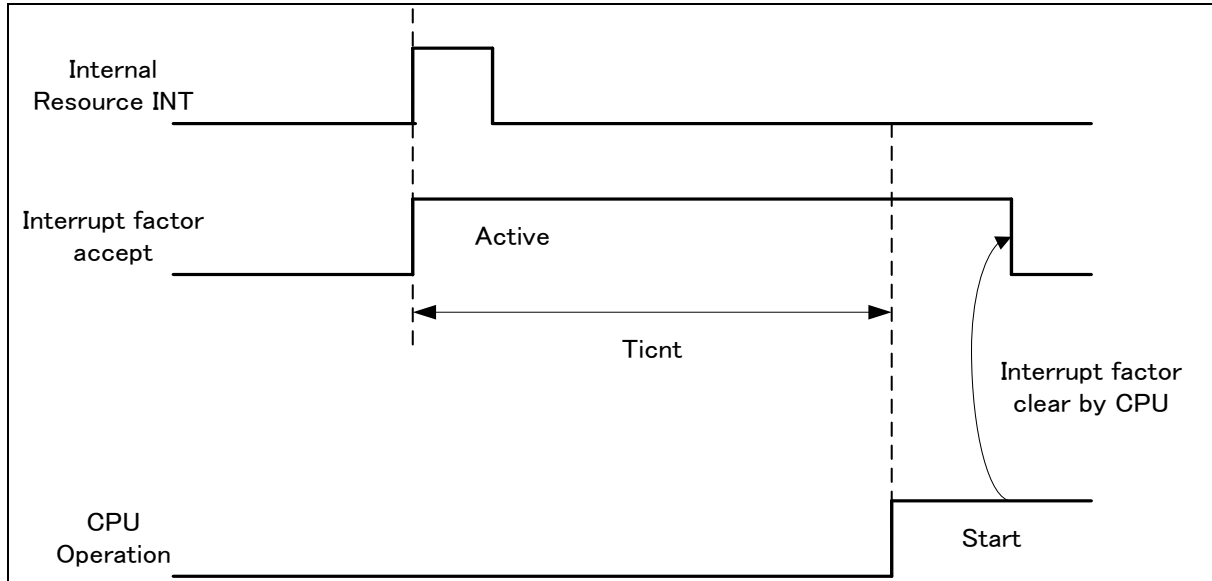 Internal
Resource INT
Interrupt factor
accept
Active
Ticnt
Interrupt factor
clear by CPU
CPU
Operation
Start